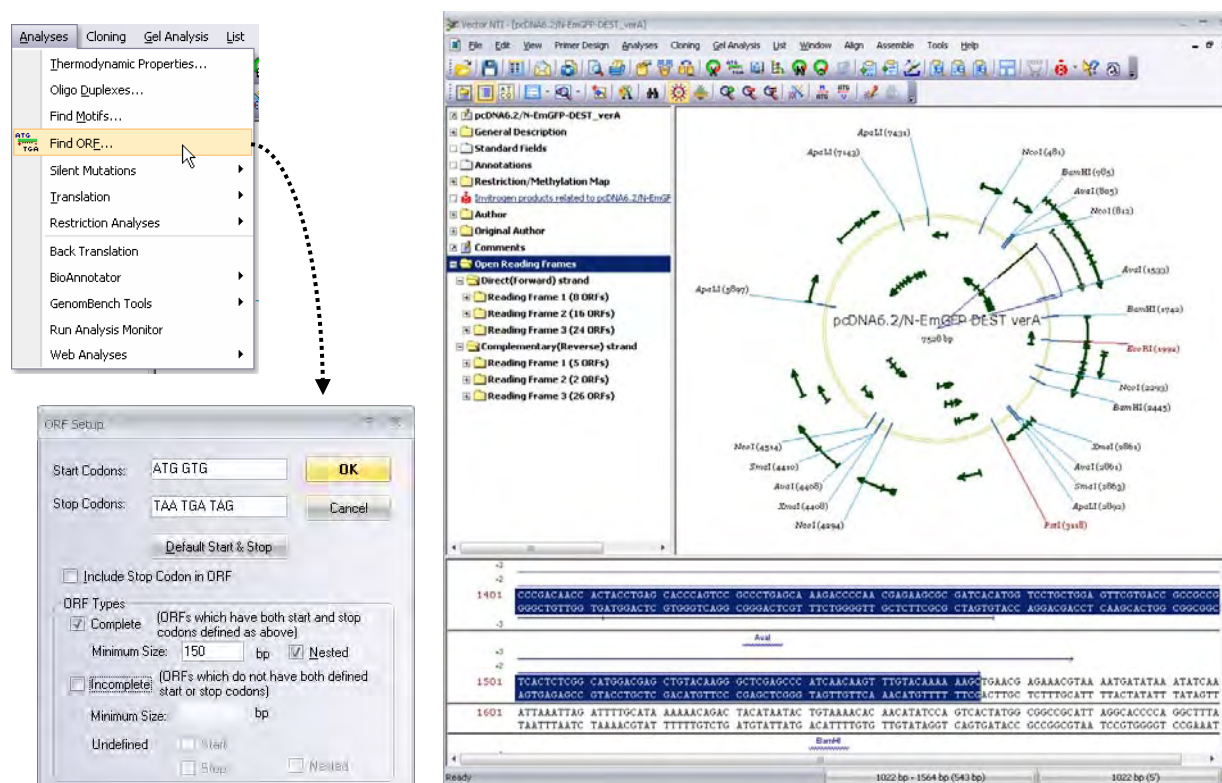 Analyses Cloning Gel Analysis List
Thermodynamic Properties...
Oligo Duplexes...
Find Motifs...
ATG
TGA
Find ORF...
Silent Mutations
Translation
Restriction Analyses
Back Translation
BioAnnotator
GenomBench Tools
Run Analysis Monitor
Web Analyses
ORF Setup
Start Codons: ATG GTG
OK
Stop Codons: TAA TGA TAG
Cancel
Default Start & Stop
Include Stop Codon in ORF
ORF Types
Complete (ORFs which have both start and stop
codons defined as above)
Minimum Size: 150 bp Nested
Incomplete (ORFs which do not have both defined
start or stop codons)
Minimum Size: bp
Undefined Start
Stop Nested
Vector NTI - [pcDNA6.2/N-EmGFP-DEST_verA]
File Edit View Primer Design Analyses Cloning Gel Analysis List Window Align Assemble Tools Help
pcDNA6.2/N-EmGFP-DEST_verA
General Description
Standard Fields
Annotations
Restriction/Methylation Map
Invitrogen products related to pcDNA6.2/N-EmGF
Author
Original Author
Comments
Open Reading Frames
Direct(Forward) strand
Reading Frame 1 (8 ORFs)
Reading Frame 2 (16 ORFs)
Reading Frame 3 (24 ORFs)
Complementary(Reverse) strand
Reading Frame 1 (5 ORFs)
Reading Frame 2 (2 ORFs)
Reading Frame 3 (26 ORFs)
ApaLI (7431)
ApaLI (7143)
NcoI (481)
BamHI (785)
AvaI (805)
NcoI (812)
AvaI (1533)
ApaLI (5897)
BamHI (1742)
pcDNA6.2/N-EmGFP DEST verA
7528 bp
EcoRI (1992)
NcoI (2293)
BamHI (2445)
NcoI (4514)
XmaI (2861)
SmaI (4410)
AvaI (2861)
AvaI (4408)
SmaI (2863)
XmaI (4408)
ApaLI (2892)
NcoI (4294)
PstI (3118)
+3
+2
1401 CCCGACAACC ACTACCTGAG CACCCAGTCC GCCCTGAGCA AAGACCCCAA CGAGAAGCGC GATCACATGG TCCTGCTGGA GTTCGTGACC GCCGCCG
GGGCTGTTGG TGATGGACTC GTGGGTCAGG CGGGACTCGT TTCTGGGGTT GCTCTTCGCG CTAGTGTACC AGGACGACCT CAAGCACTGG CGGCGGC
-3
AvaI
+3
+2
1501 TCACTCTCGG CATGGACGAG CTGTACAAGG GCTCGAGCCC ATCAACAAGT TTGTACAAAA AAGCTGAACG AGAAACGTAA AATGATATAA ATATCAA
AGTGAGAGCC GTACCTGCTC GACATGTTCC CGAGCTCGGG TAGTTGTTCA AACATGTTTT TTCGACTTGC TCTTTGCATT TTACTATATT TATAGTT
1601 ATTAAATTAG ATTTTGCATA AAAAACAGAC TACATAATAC TGTAAAACAC AACATATCCA GTCACTATGG CGGCCGCATT AGGCACCCCA GGCTTTA
TAATTTAATC TAAAACGTAT TTTTTGTCTG ATGTATTATG ACATTTTGTG TTGTATAGGT CAGTGATACC GCCGGCGTAA TCCGTGGGGT CCGAAAT
BamHI
Ready 1022 bp - 1564 bp (543 bp) 1022 bp (5')